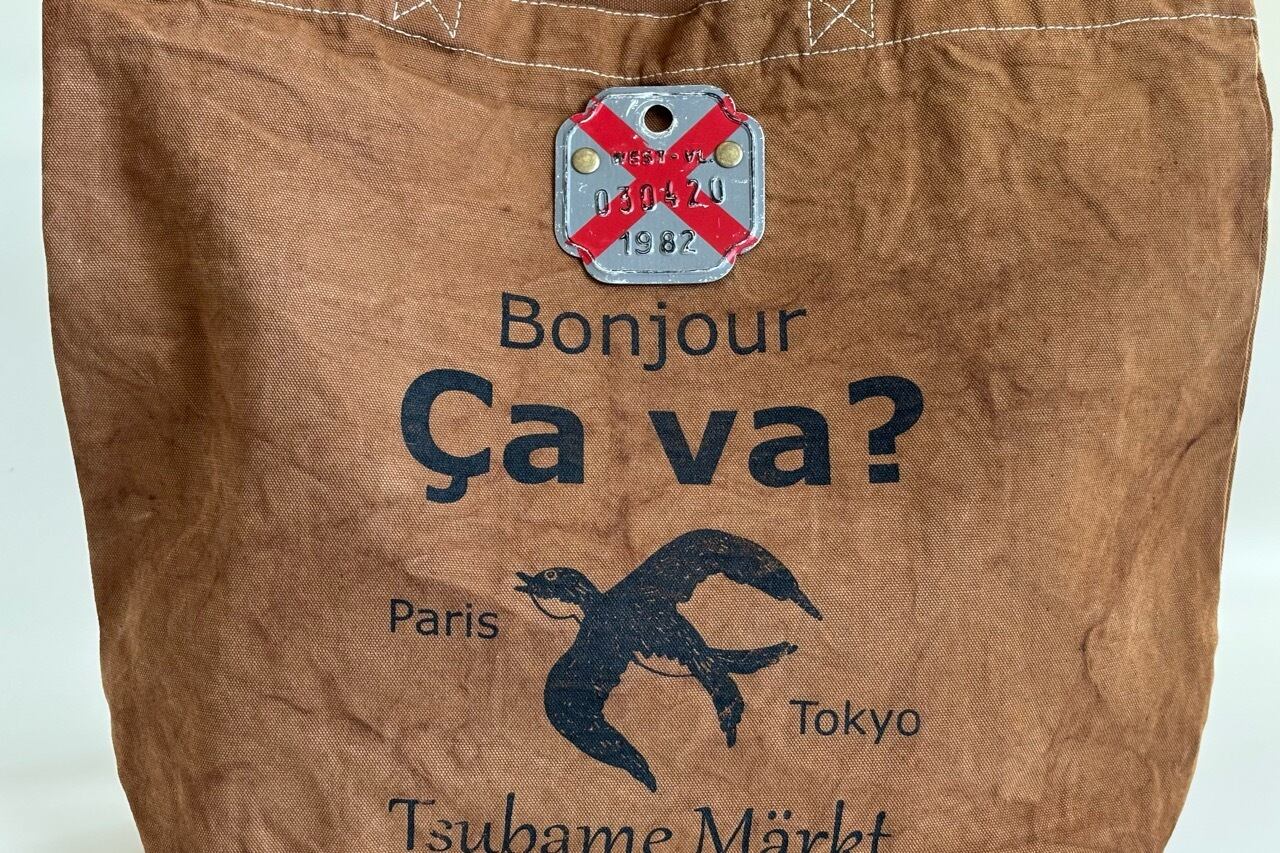 WEST-VL.
030420
1982
Bonjour
Ça va?
Paris
Tokyo
Tsubame Märkt